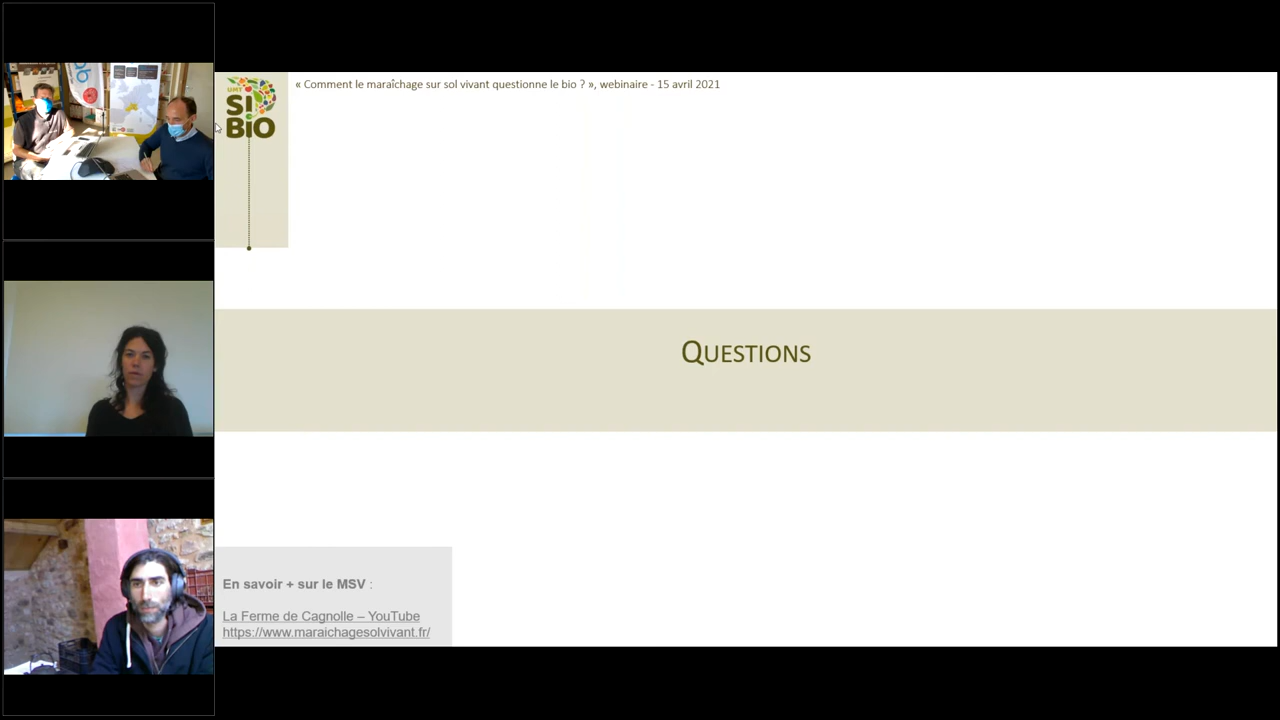 « Comment le maraîchage sur sol vivant questionne le bio ? », webinaire - 15 avril 2021
UMT
SI
BIO
QUESTIONS
En savoir + sur le MSV :
La Ferme de Cagnolle – YouTube
https://www.maraichagesolvivant.fr/